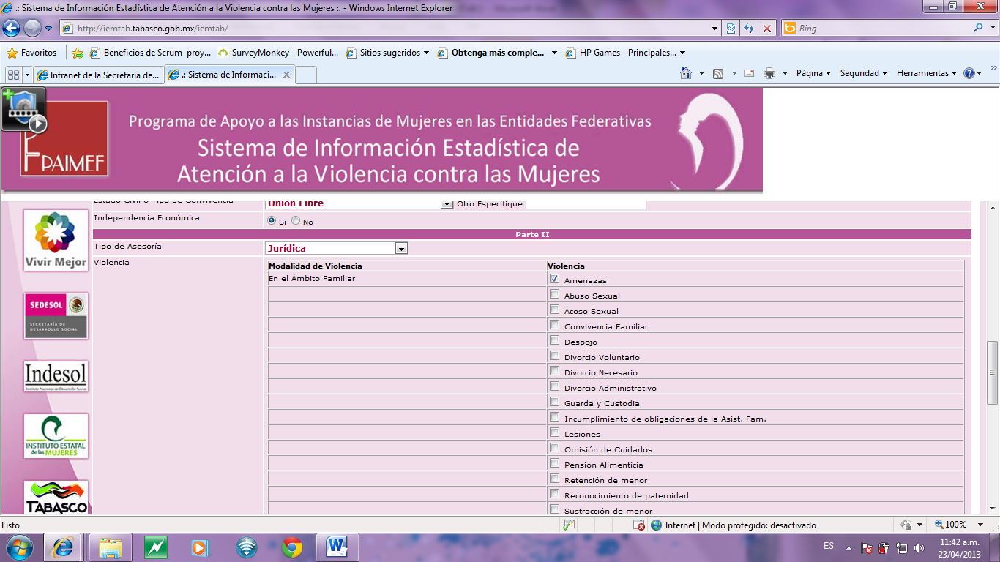 .: Sistema de Información Estadística de Atención a la Violencia contra las Mujeres :. - Windows Internet Explorer
http://iemtab.tabasco.gob.mx/iemtab/
Bing
Favoritos
Beneficios de Scrum proy...
SurveyMonkey - Powerful...
Sitios sugeridos
Obtenga más comple...
HP Games - Principales...
Intranet de la Secretaría de...
.: Sistema de Informaci...
Página
Seguridad
Herramientas
PAIMEF
Programa de Apoyo a las Instancias de Mujeres en las Entidades Federativas
Sistema de Información Estadística de
Atención a la Violencia contra las Mujeres
Estado Civil o Tipo de Convivencia
Unión Libre
Otro Especifique
Independencia Económica
Si
No
Parte II
Tipo de Asesoría
Jurídica
Violencia
Modalidad de Violencia
Violencia
En el Ámbito Familiar
Amenazas
Abuso Sexual
Acoso Sexual
Convivencia Familiar
Despojo
Divorcio Voluntario
Divorcio Necesario
Divorcio Administrativo
Guarda y Custodia
Incumplimiento de obligaciones de la Asist. Fam.
Lesiones
Omisión de Cuidados
Pensión Alimenticia
Retención de menor
Reconocimiento de paternidad
Sustracción de menor
Vivir Mejor
SEDESOL
SECRETARÍA DE
DESARROLLO SOCIAL
Indesol
Instituto Nacional de Desarrollo Social
INSTITUTO ESTATAL
de las MUJERES
TABASCO
Listo
Internet | Modo protegido: desactivado
100%
ES
11:42 a.m.
23/04/2013